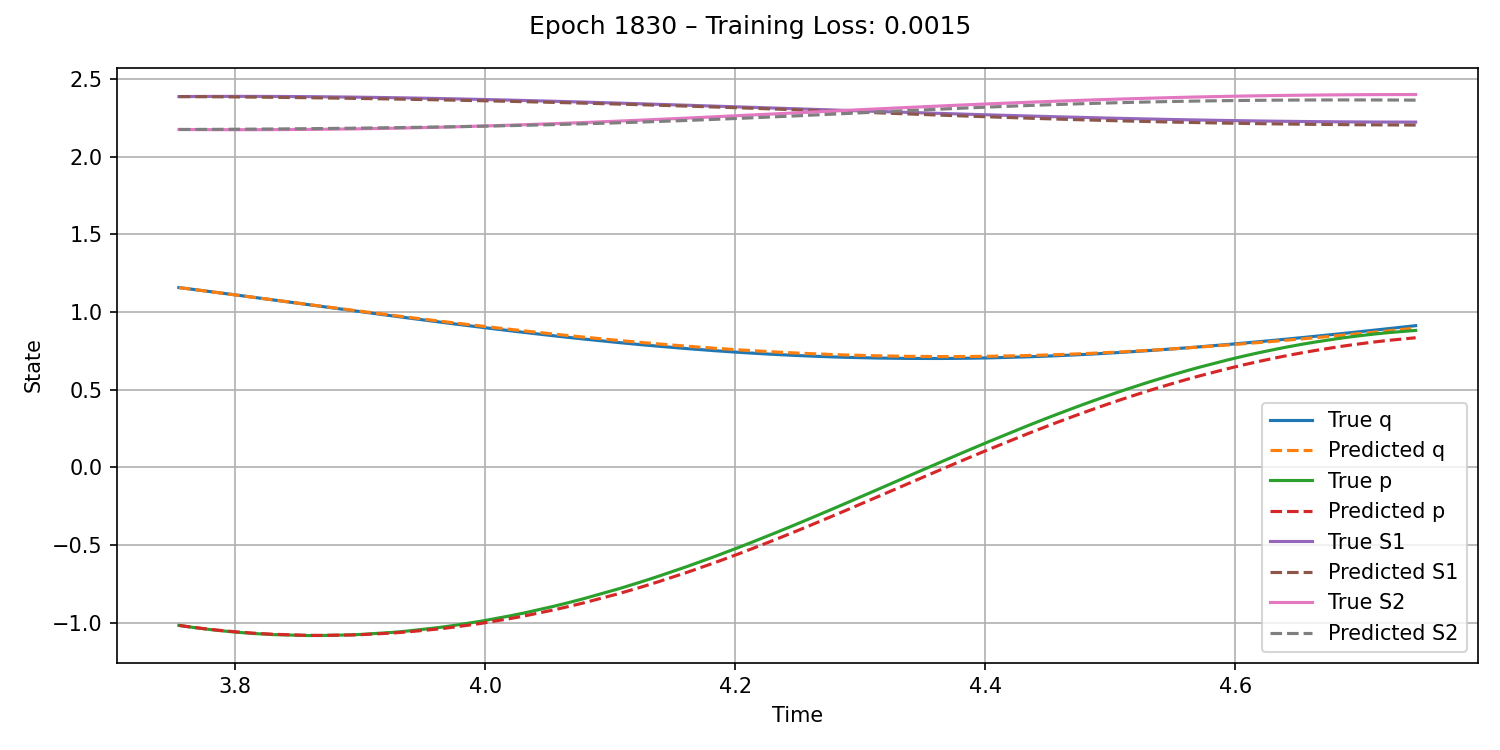 Epoch 1830 – Training Loss: 0.0015
2.5
2.0
1.5
1.0
0.5
0.0
−0.5
−1.0
State
3.8 4.0 4.2 4.4 4.6
Time
True q
Predicted q
True p
Predicted p
True S1
Predicted S1
True S2
Predicted S2